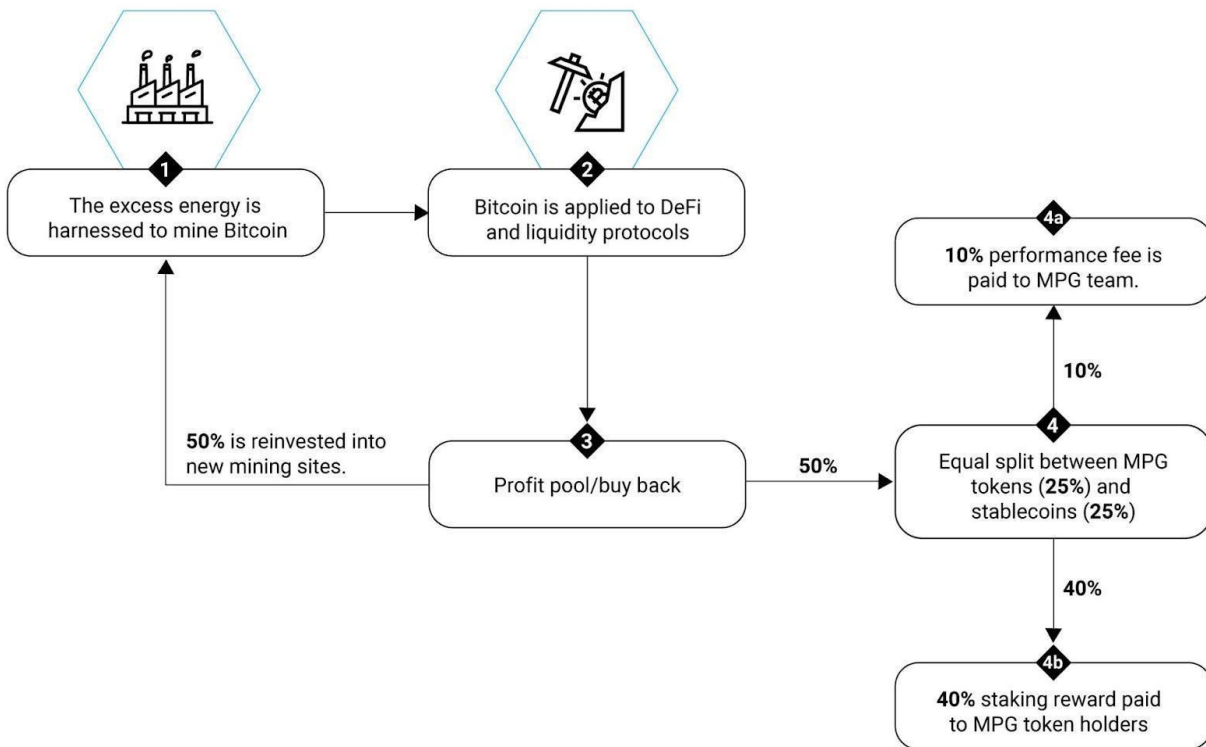 1
The excess energy is
harnessed to mine Bitcoin
2
Bitcoin is applied to DeFi
and liquidity protocols
50% is reinvested into
new mining sites.
3
Profit pool/buy back
50%
4a
10% performance fee is
paid to MPG team.
10%
4
Equal split between MPG
tokens (25%) and
stablecoins (25%)
40%
4b
40% staking reward paid
to MPG token holders